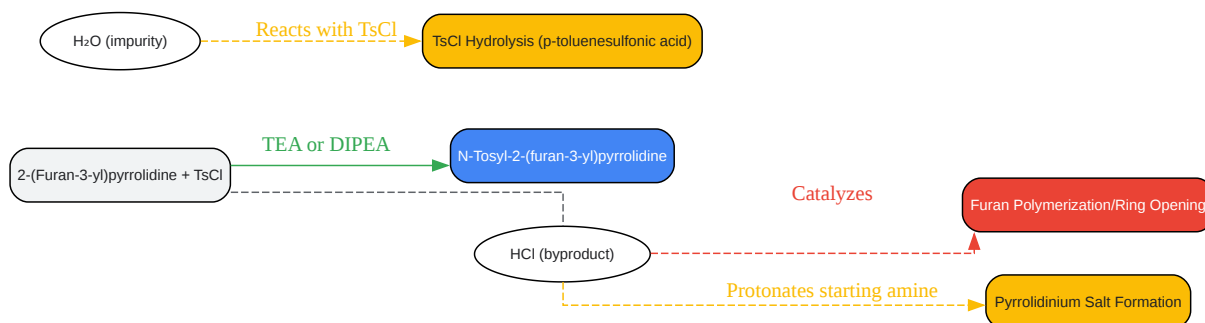 Reacts with TsCl
H₂O (impurity)
TsCl Hydrolysis (p-toluenesulfonic acid)
TEA or DIPEA
N-Tosyl-2-(furan-3-yl)pyrrolidine
2-(Furan-3-yl)pyrrolidine + TsCl
Catalyzes
Furan Polymerization/Ring Opening
HCl (byproduct)
Protonates starting amine
Pyrrolidinium Salt Formation